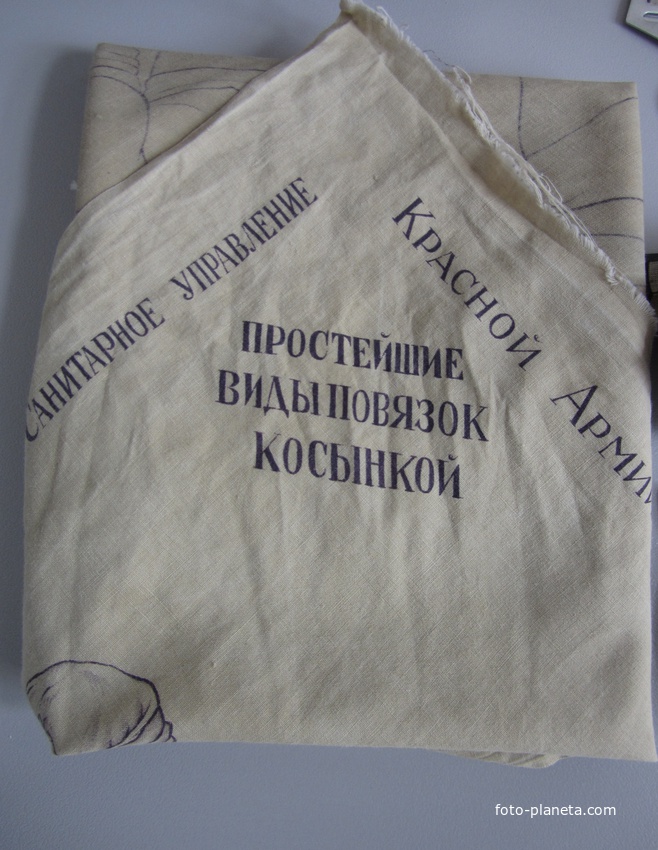 Санитарное управление
Красной Армии
ПРОСТЕЙШИЕ
ВИДЫ ПОВЯЗОК
КОСЫНКОЙ
foto-planeta.com